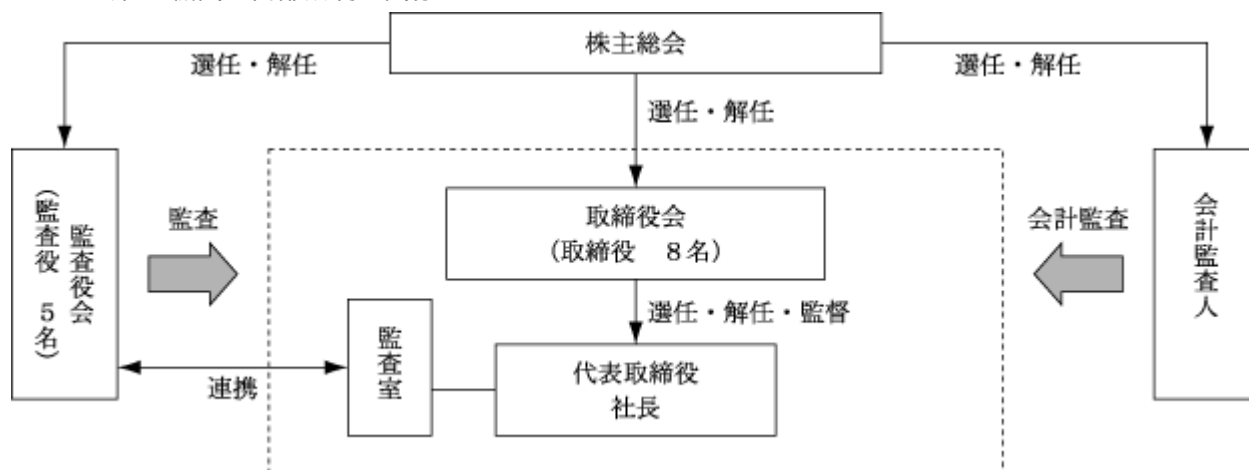 株主総会
選任・解任
選任・解任
選任・解任
監査役会
(監査役 5名)
監査
取締役会
(取締役 8名)
会計監査
会計監査人
選任・解任・監督
監査室
代表取締役
社長
連携